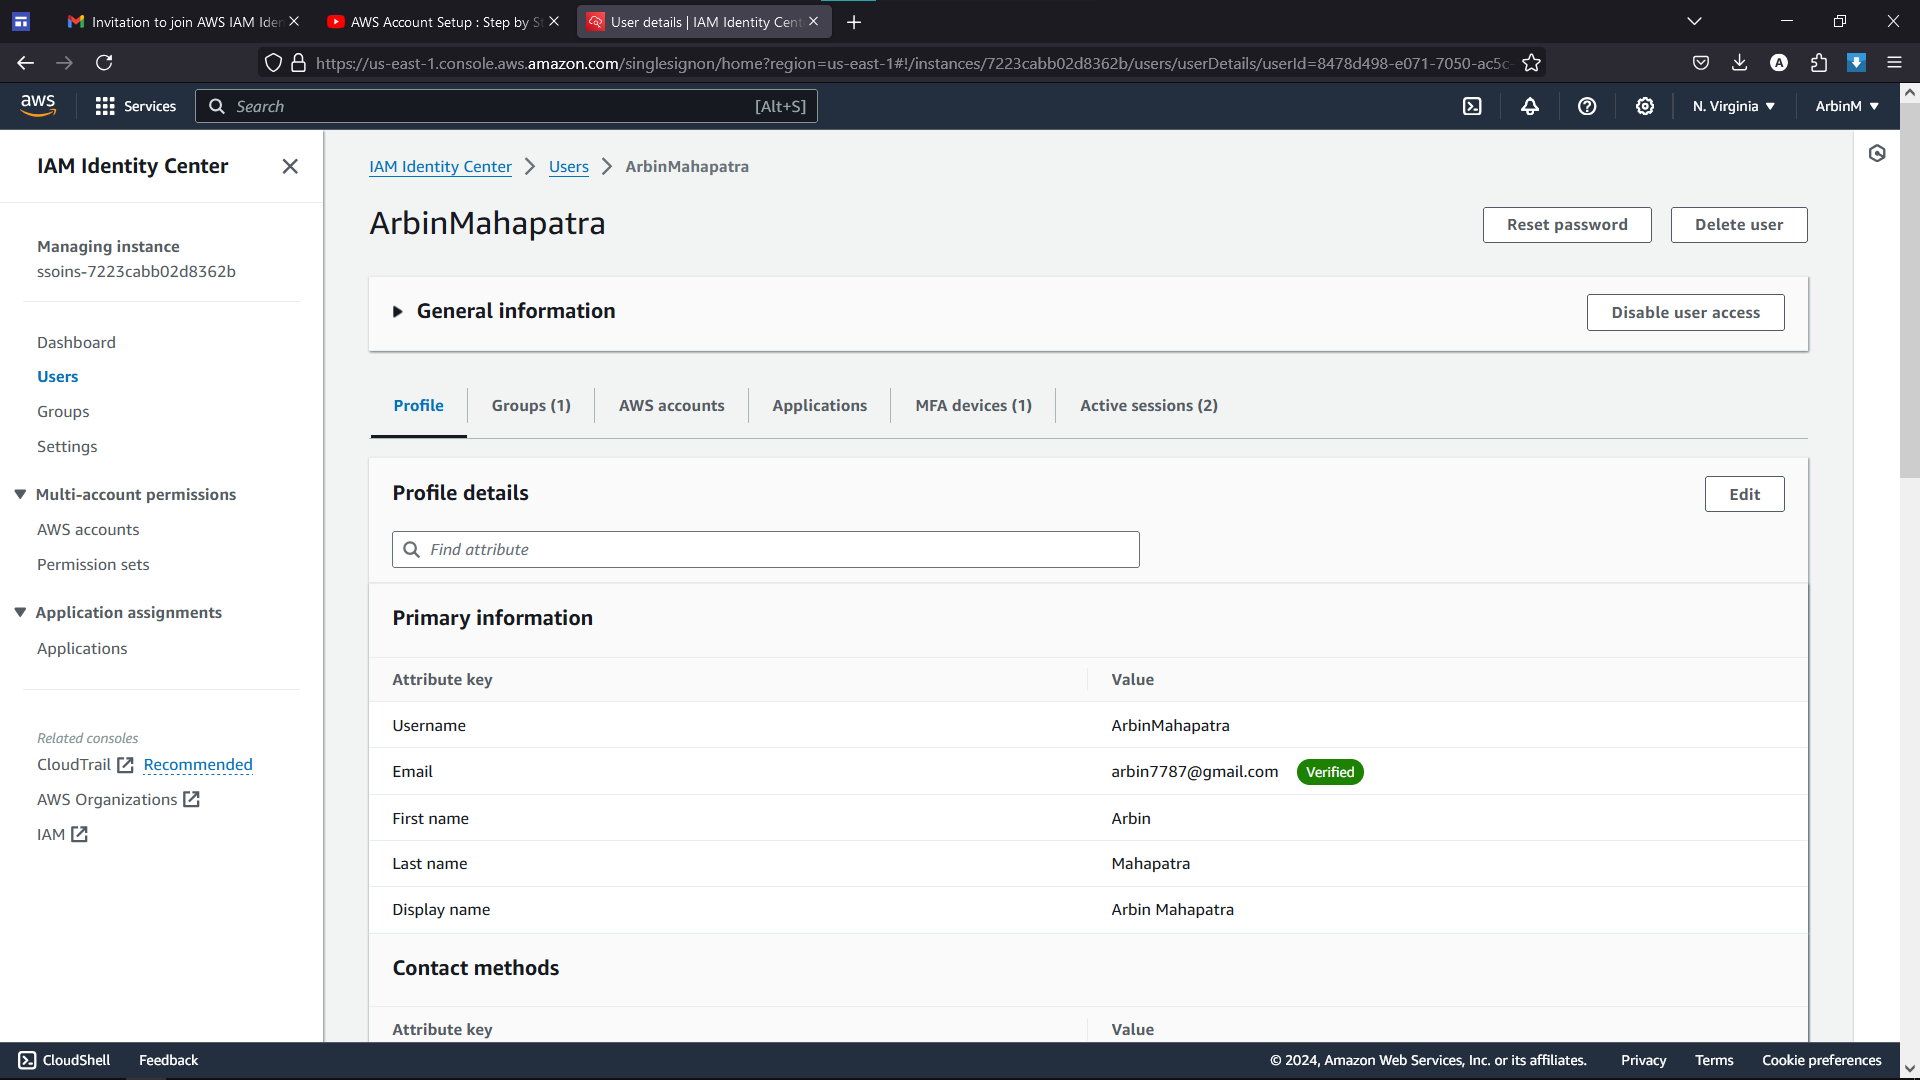 Invitation to join AWS IAM Iden
AWS Account Setup : Step by St
User details | IAM Identity Cent
https://us-east-1.console.aws.amazon.com/singlesignon/home?region=us-east-1#!/instances/7223cabb02d8362b/users/userDetails/userId=8478d498-e071-7050-ac5c-
A
aws
Services
Search
[Alt+S]
N. Virginia
ArbinM
IAM Identity Center
Managing instance
ssoins-7223cabb02d8362b
Dashboard
Users
Groups
Settings
Multi-account permissions
AWS accounts
Permission sets
Application assignments
Applications
Related consoles
CloudTrail Recommended
AWS Organizations
IAM
IAM Identity Center > Users > ArbinMahapatra
ArbinMahapatra
Reset password
Delete user
General information
Disable user access
Profile
Groups (1)
AWS accounts
Applications
MFA devices (1)
Active sessions (2)
Profile details
Edit
Find attribute
Primary information
Attribute key Value
Username ArbinMahapatra
Email arbin7787@gmail.com Verified
First name Arbin
Last name Mahapatra
Display name Arbin Mahapatra
Contact methods
Attribute key Value
CloudShell
Feedback
© 2024, Amazon Web Services, Inc. or its affiliates.
Privacy
Terms
Cookie preferences